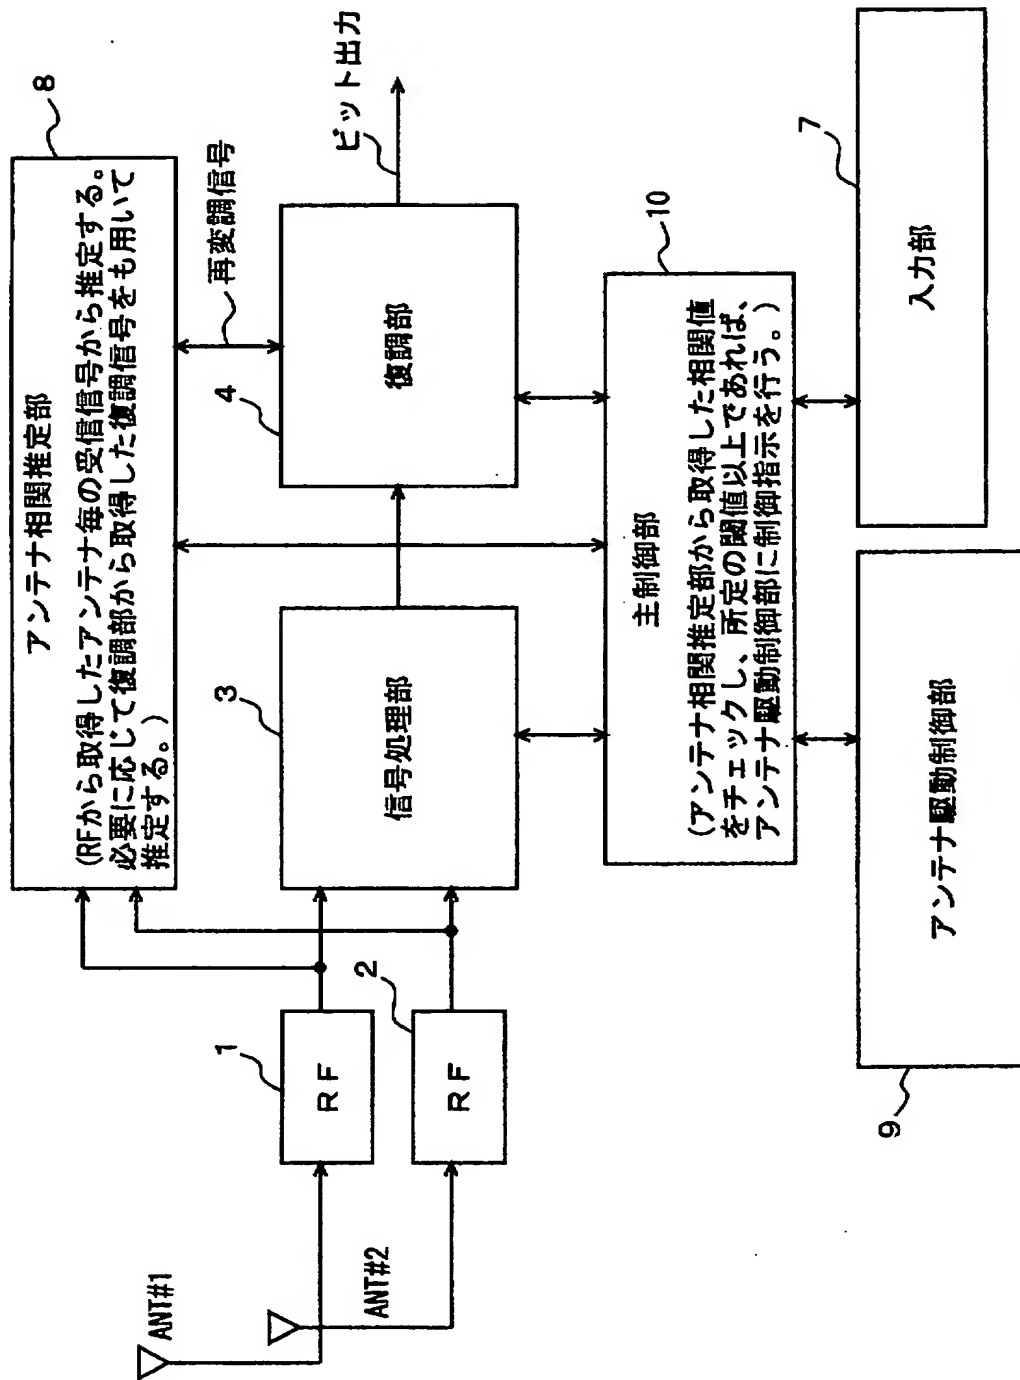 アンテナ相関推定部
(RFから取得したアンテナ毎の受信信号から推定する。
必要に応じて復調部から取得した復調信号をも用いて
推定する。)
8
再変調信号
ビット出力
ANT#1
ANT#2
1
RF
2
RF
3
信号処理部
4
復調部
10
主制御部
(アンテナ相関推定部から取得した相関値
をチェックし、所定の閾値以上であれば、
アンテナ駆動制御部に制御指示を行う。)
9
アンテナ駆動制御部
7
入力部